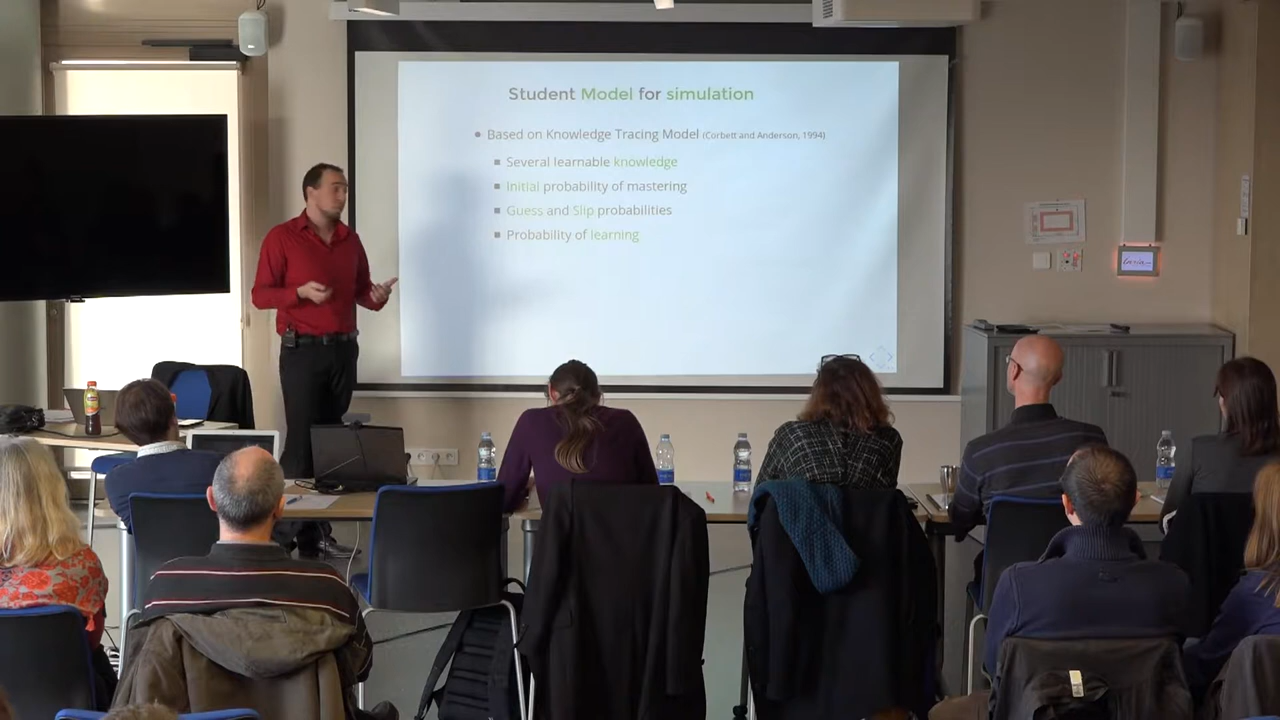 Student Model for simulation
Based on Knowledge Tracing Model (Corbett and Anderson, 1994)
Several learnable knowledge
Initial probability of mastering
Guess and Slip probabilities
Probability of learning